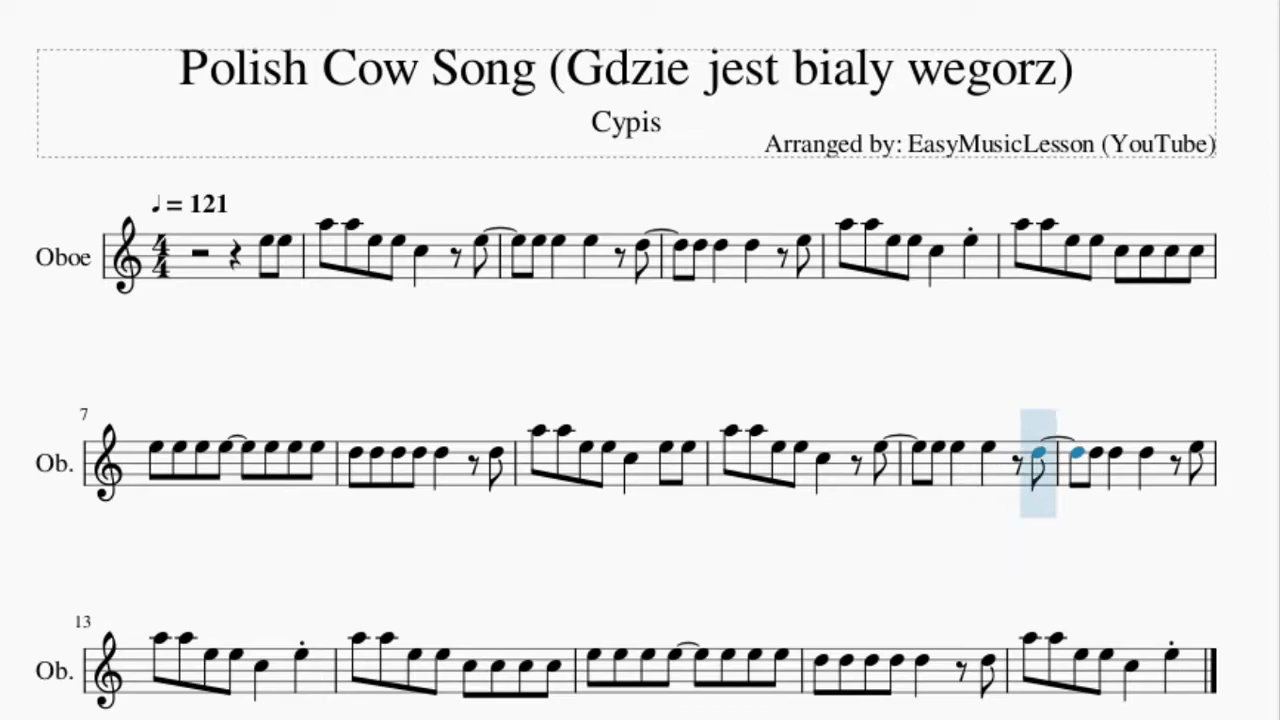 Polish Cow Song (Gdzie jest bialy wegorz)
Cypis
Arranged by: EasyMusicLesson (YouTube)
♩ = 121
Oboe
7
Ob.
13
Ob.